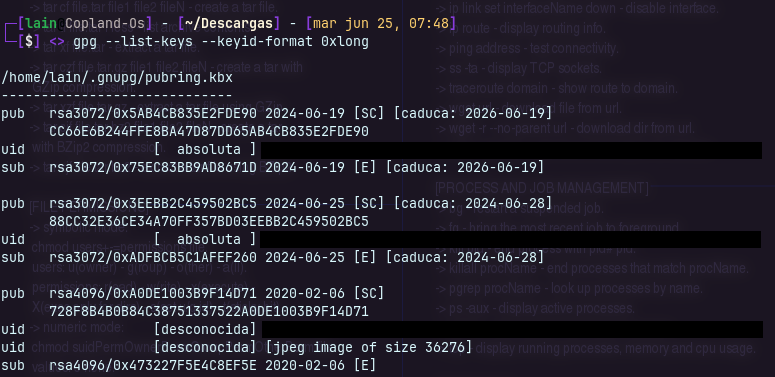 [lain Copland-Os] - [~/Descargas] - [mar jun 25, 07:48]
[$] <> gpg --list-keys --keyid-format 0xlong
/home/lain/.gnupg/pubring.kbx
-----------------------------
pub rsa3072/0x5AB4CB835E2FDE90 2024-06-19 [SC] [caduca: 2026-06-19]
CC66E6B244FFE8BA47D87DD65AB4CB835E2FDE90
uid [ absoluta ]
sub rsa3072/0x75EC83BB9AD8671D 2024-06-19 [E] [caduca: 2026-06-19]
pub rsa3072/0x3EEBB2C459502BC5 2024-06-25 [SC] [caduca: 2024-06-28]
88CC32E36CE34A70FF357BD03EEBB2C459502BC5
uid [ absoluta ]
sub rsa3072/0xADFBCB5C1AFEF260 2024-06-25 [E] [caduca: 2024-06-28]
pub rsa4096/0xA0DE1003B9F14D71 2020-02-06 [SC]
728F8B4B0B84C38751337522A0DE1003B9F14D71
uid [desconocida]
uid [desconocida] [jpeg image of size 36276]
sub rsa4096/0x473227F5E4C8EF5E 2020-02-06 [E]